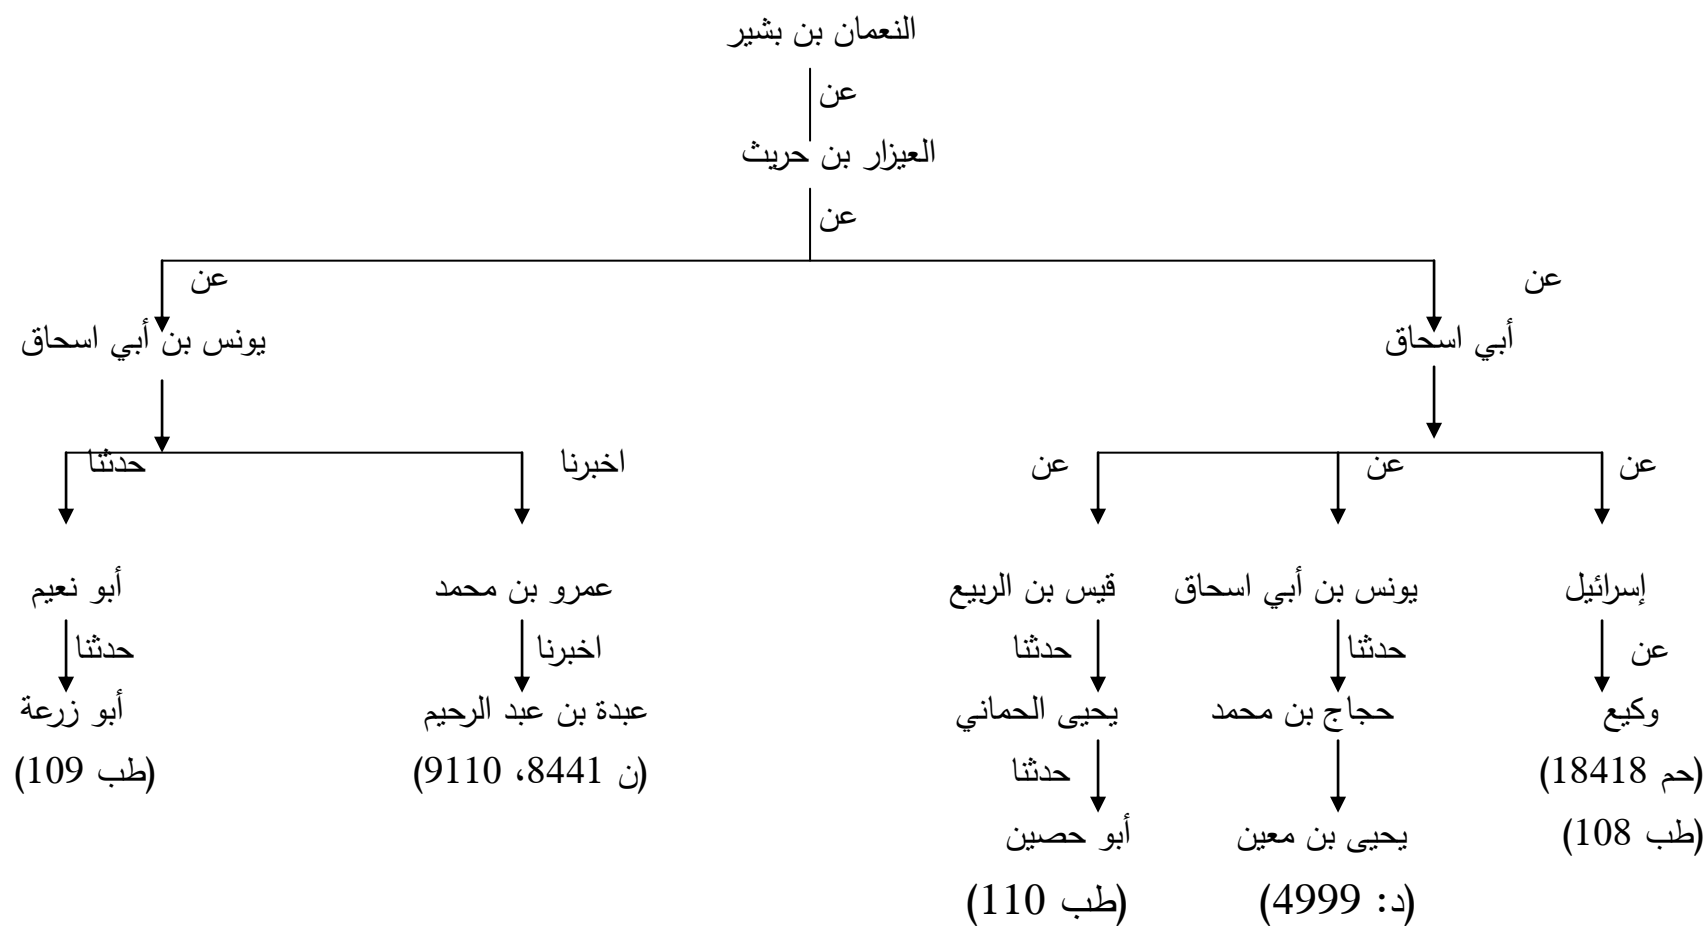 النعمان بن بشير
عن
العيزار بن حريث
عن
عن
عن
أبي اسحاق
يونس بن أبي اسحاق
عن
عن
عن
اخبرنا
حدثنا
إسرائيل
يونس بن أبي اسحاق
قيس بن الربيع
عمرو بن محمد
أبو نعيم
عن
حدثنا
حدثنا
اخبرنا
حدثنا
وكيع
حجاج بن محمد
يحيى الحماني
عبدة بن عبد الرحيم
أبو زرعة
(حم 18418)
حدثنا
(ن 8441، 9110)
(طب 109)
(طب 108)
يحيى بن معين
أبو حصين
(د: 4999)
(طب 110)